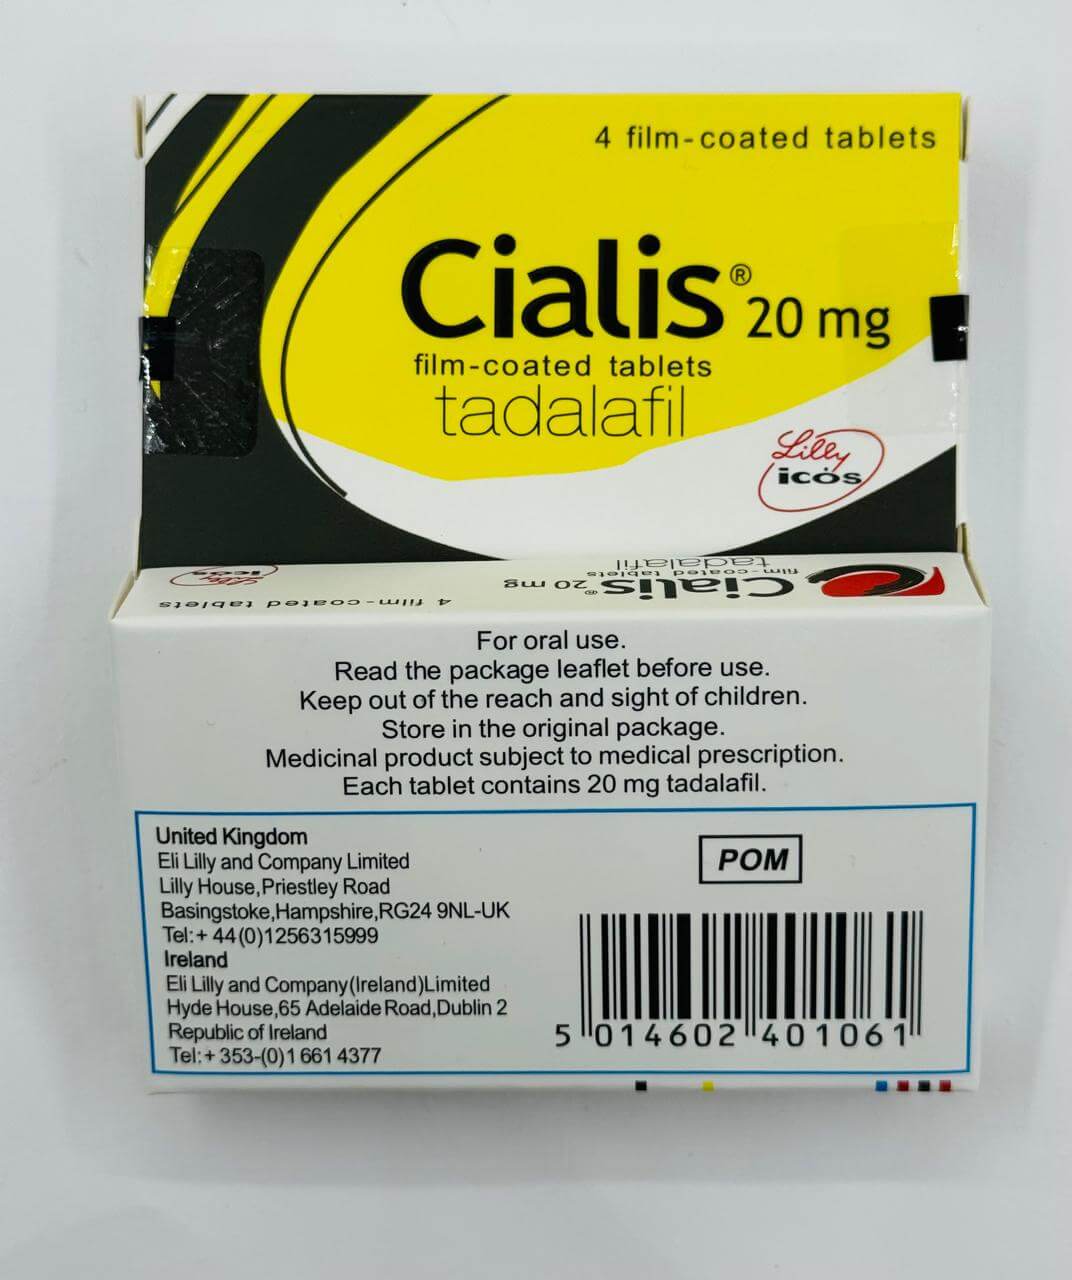 4 film-coated tablets
Cialis® 20 mg
film-coated tablets
tadalafil
Lilly
icos
Lilly
icos
4 film-coated tablets
Cialis® 20 mg
film-coated tablets
tadalafil
For oral use.
Read the package leaflet before use.
Keep out of the reach and sight of children.
Store in the original package.
Medicinal product subject to medical prescription.
Each tablet contains 20 mg tadalafil.
United Kingdom
Eli Lilly and Company Limited
Lilly House,Priestley Road
Basingstoke,Hampshire,RG24 9NL-UK
Tel:+ 44(0)1256315999
Ireland
Eli Lilly and Company(Ireland)Limited
Hyde House,65 Adelaide Road,Dublin 2
Republic of Ireland
Tel:+ 353-(0)1 661 4377
POM
5 014602 401061